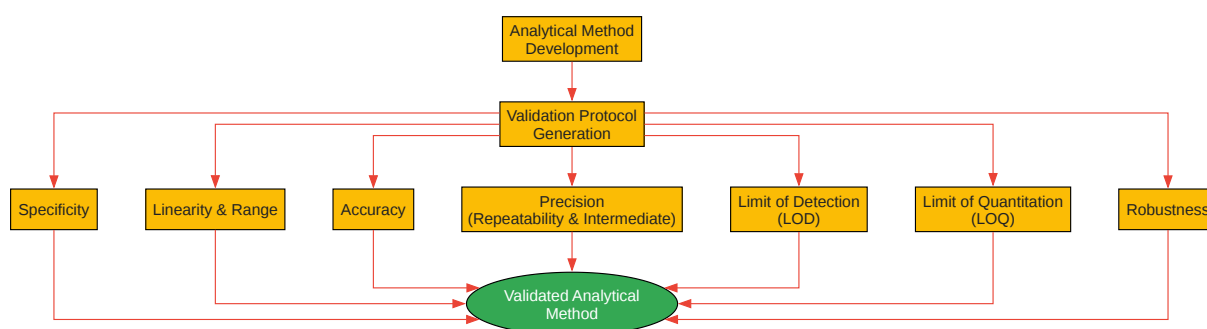 Analytical Method
Development
Validation Protocol
Generation
Specificity
Linearity & Range
Accuracy
Precision
(Repeatability & Intermediate)
Limit of Detection
(LOD)
Limit of Quantitation
(LOQ)
Robustness
Validated Analytical
Method